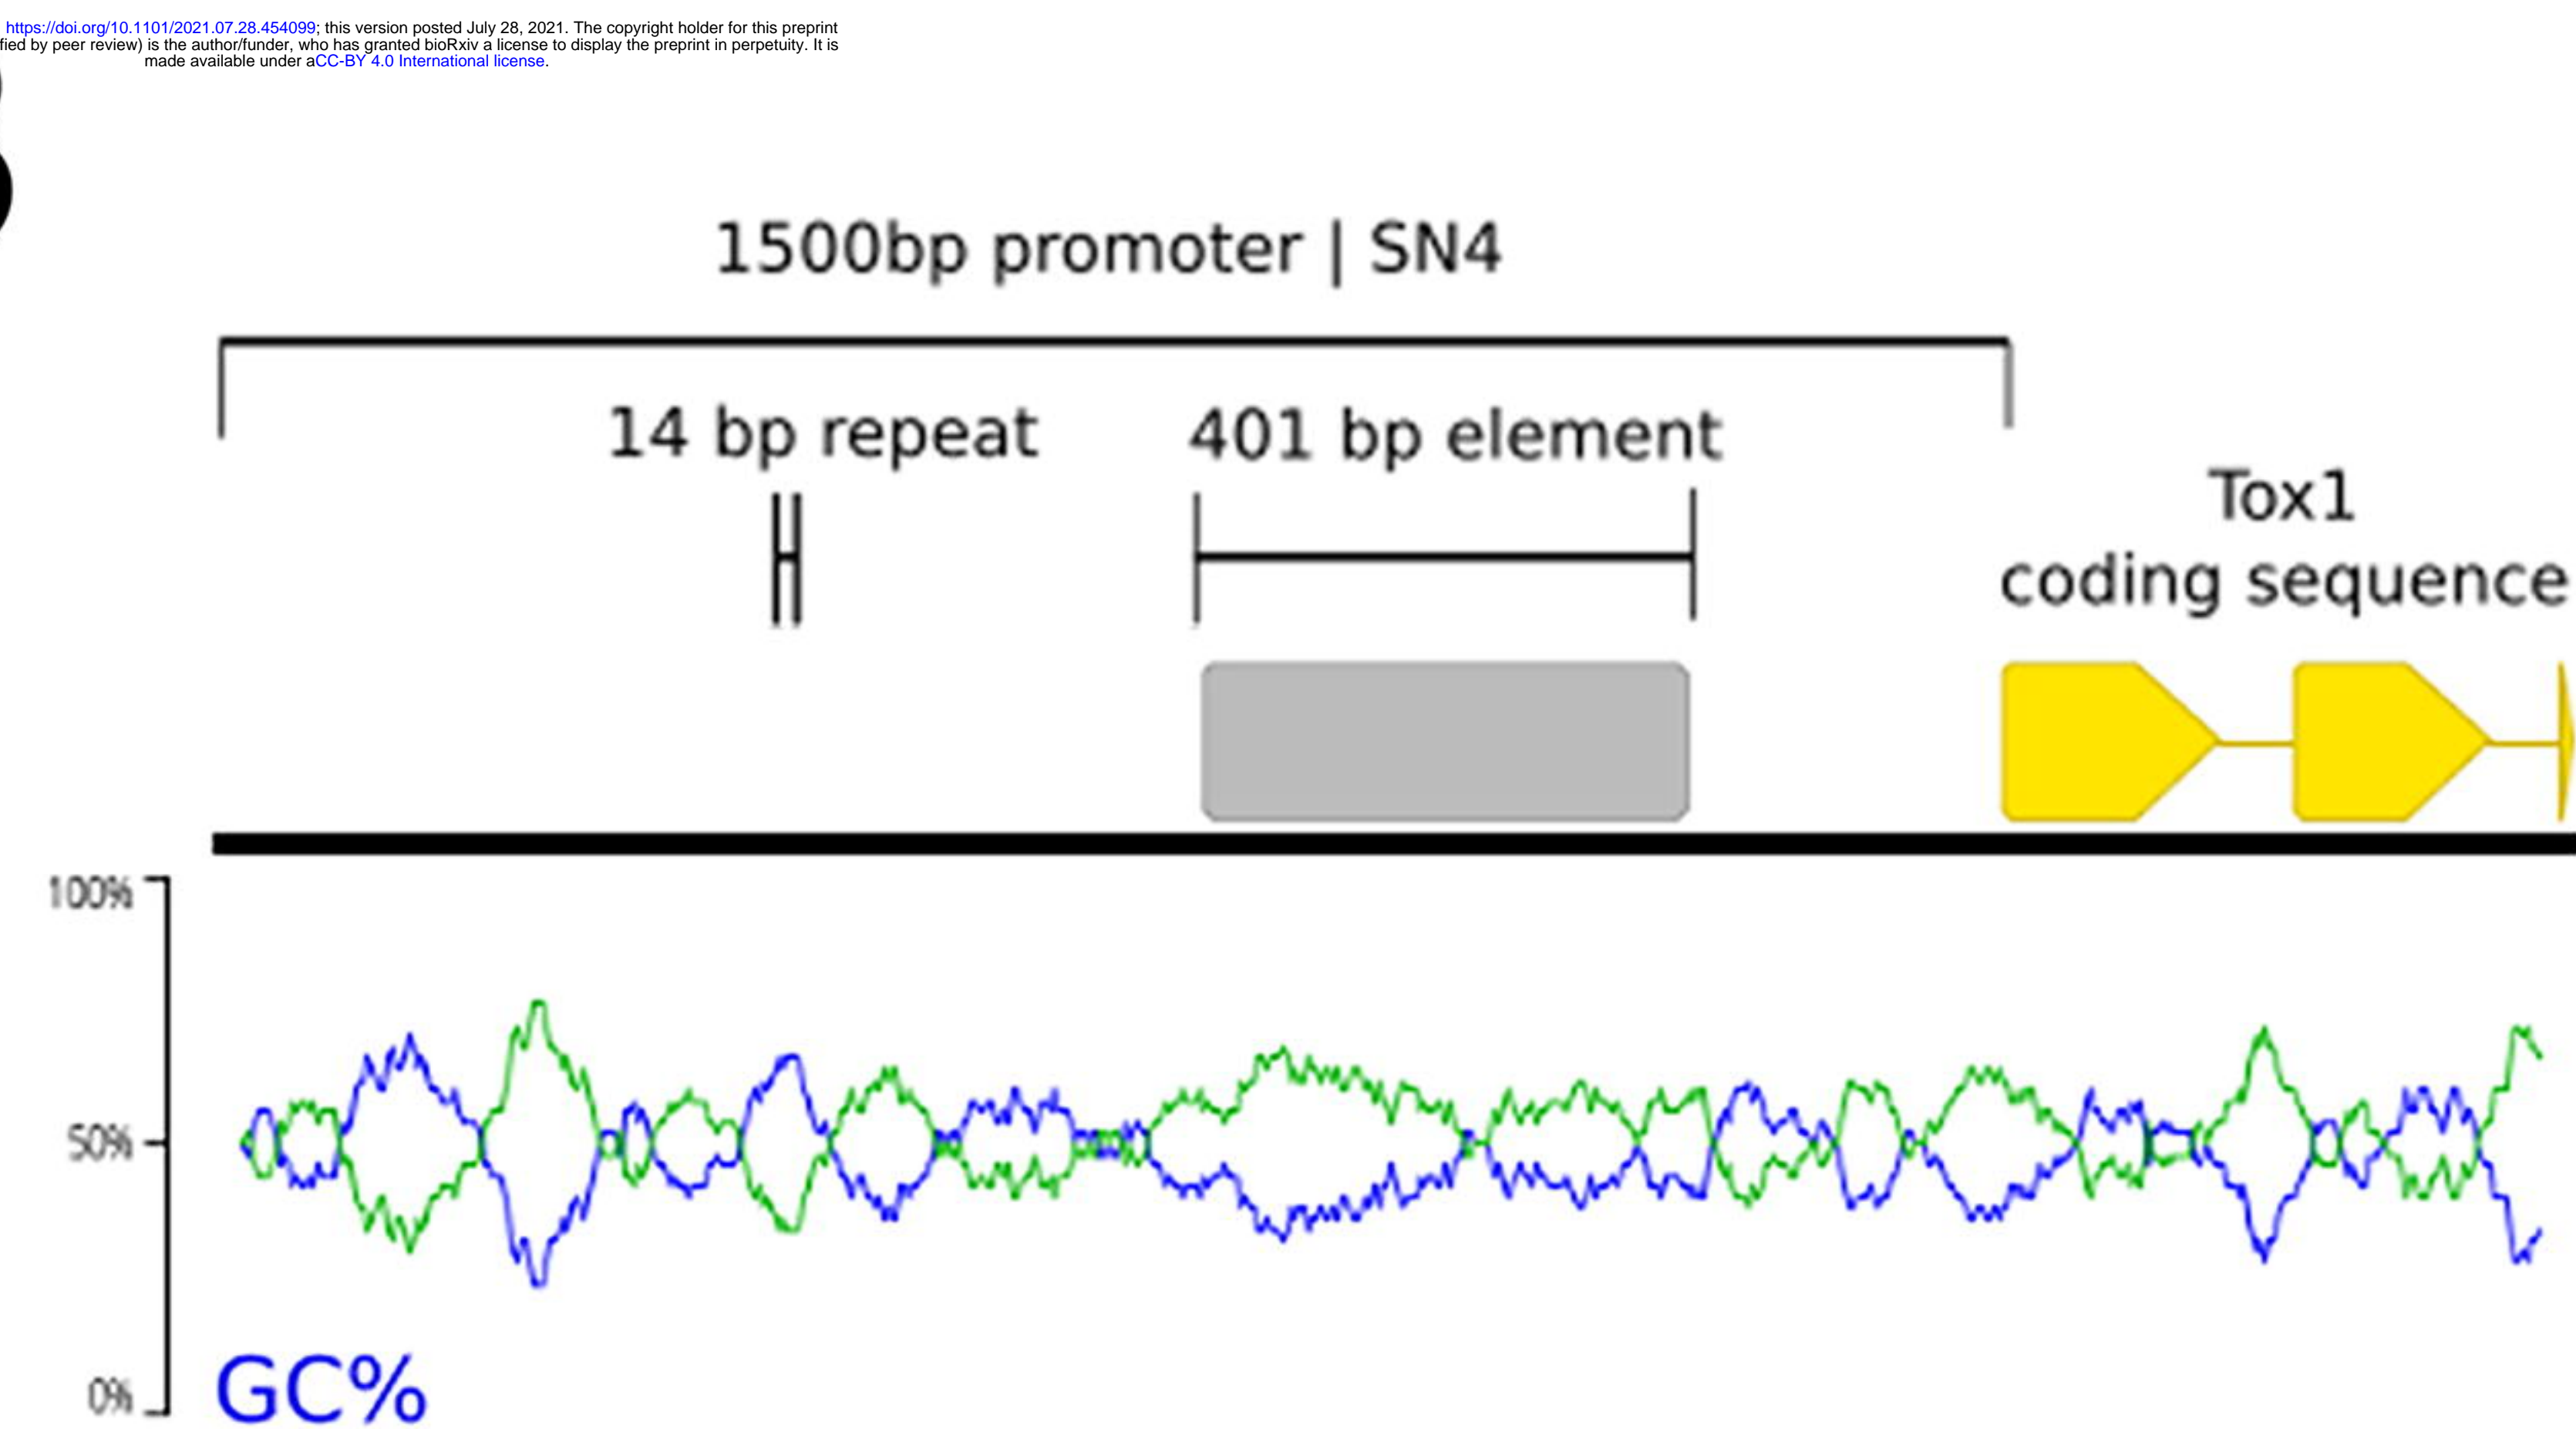 https://doi.org/10.1101/2021.07.28.454099; this version posted July 28, 2021. The copyright holder for this preprint
fied by peer review) is the author/funder, who has granted bioRxiv a license to display the preprint in perpetuity. It is
made available under aCC-BY 4.0 International license.
1500bp promoter | SN4
14 bp repeat 401 bp element
Tox1
coding sequence
100%
50%
0%
GC%